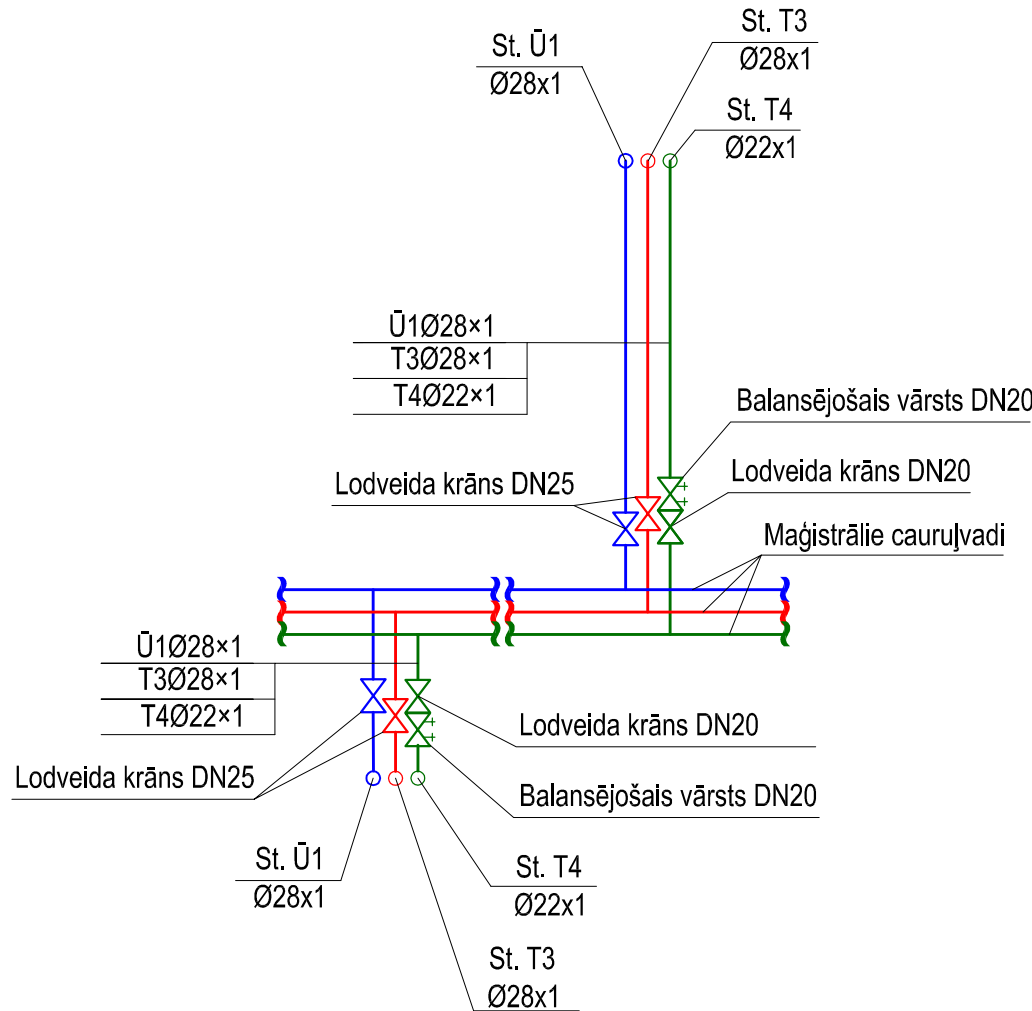 St. T3
Ø28x1
St. Ū1
Ø28x1
St. T4
Ø22x1
Ū1Ø28×1
T3Ø28×1
T4Ø22×1
Balansējošais vārsts DN20
Lodveida krāns DN25
Lodveida krāns DN20
Maģistrālie cauruļvadi
Ū1Ø28×1
T3Ø28×1
T4Ø22×1
Lodveida krāns DN20
Lodveida krāns DN25
Balansējošais vārsts DN20
St. Ū1
Ø28x1
St. T4
Ø22x1
St. T3
Ø28x1